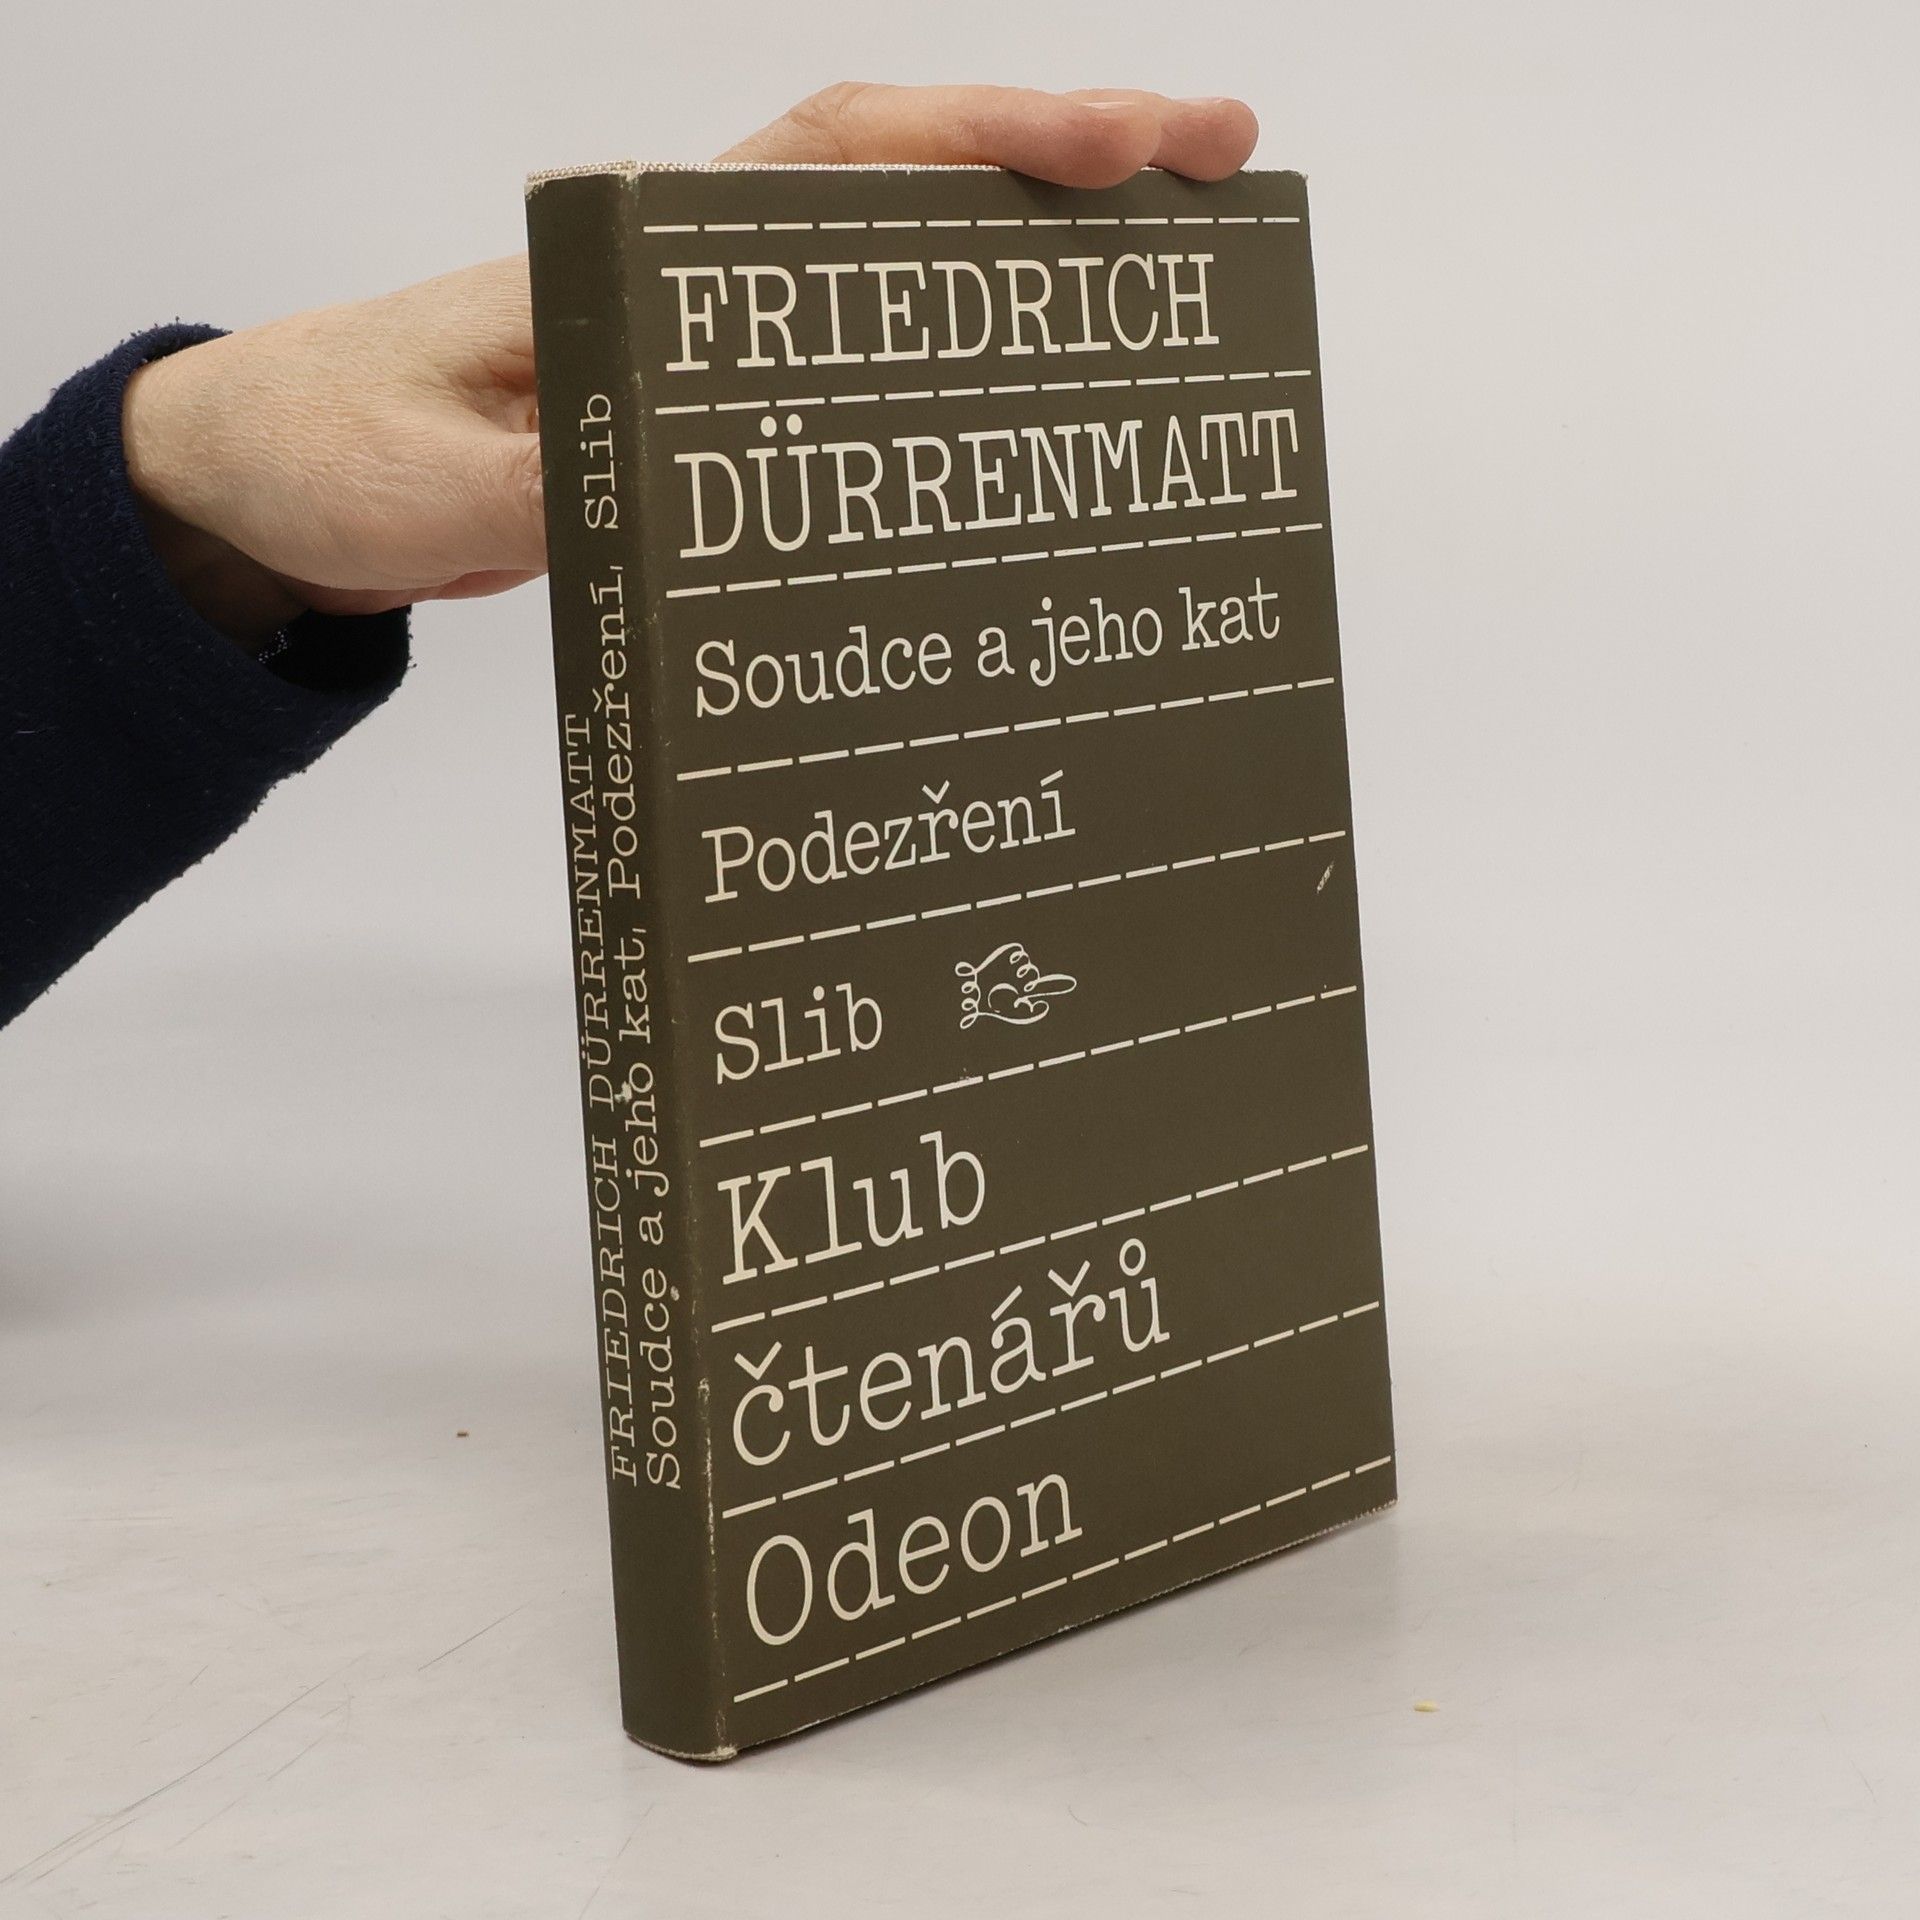 FRIEDRICH
DÜRRENMATT
Soudce a jeho kat
Podezření
Slib
Klub
čtenářů
Odeon
FRIEDRICH DÜRRENMATT
Soudce a jeho kat, Podezření, Slib